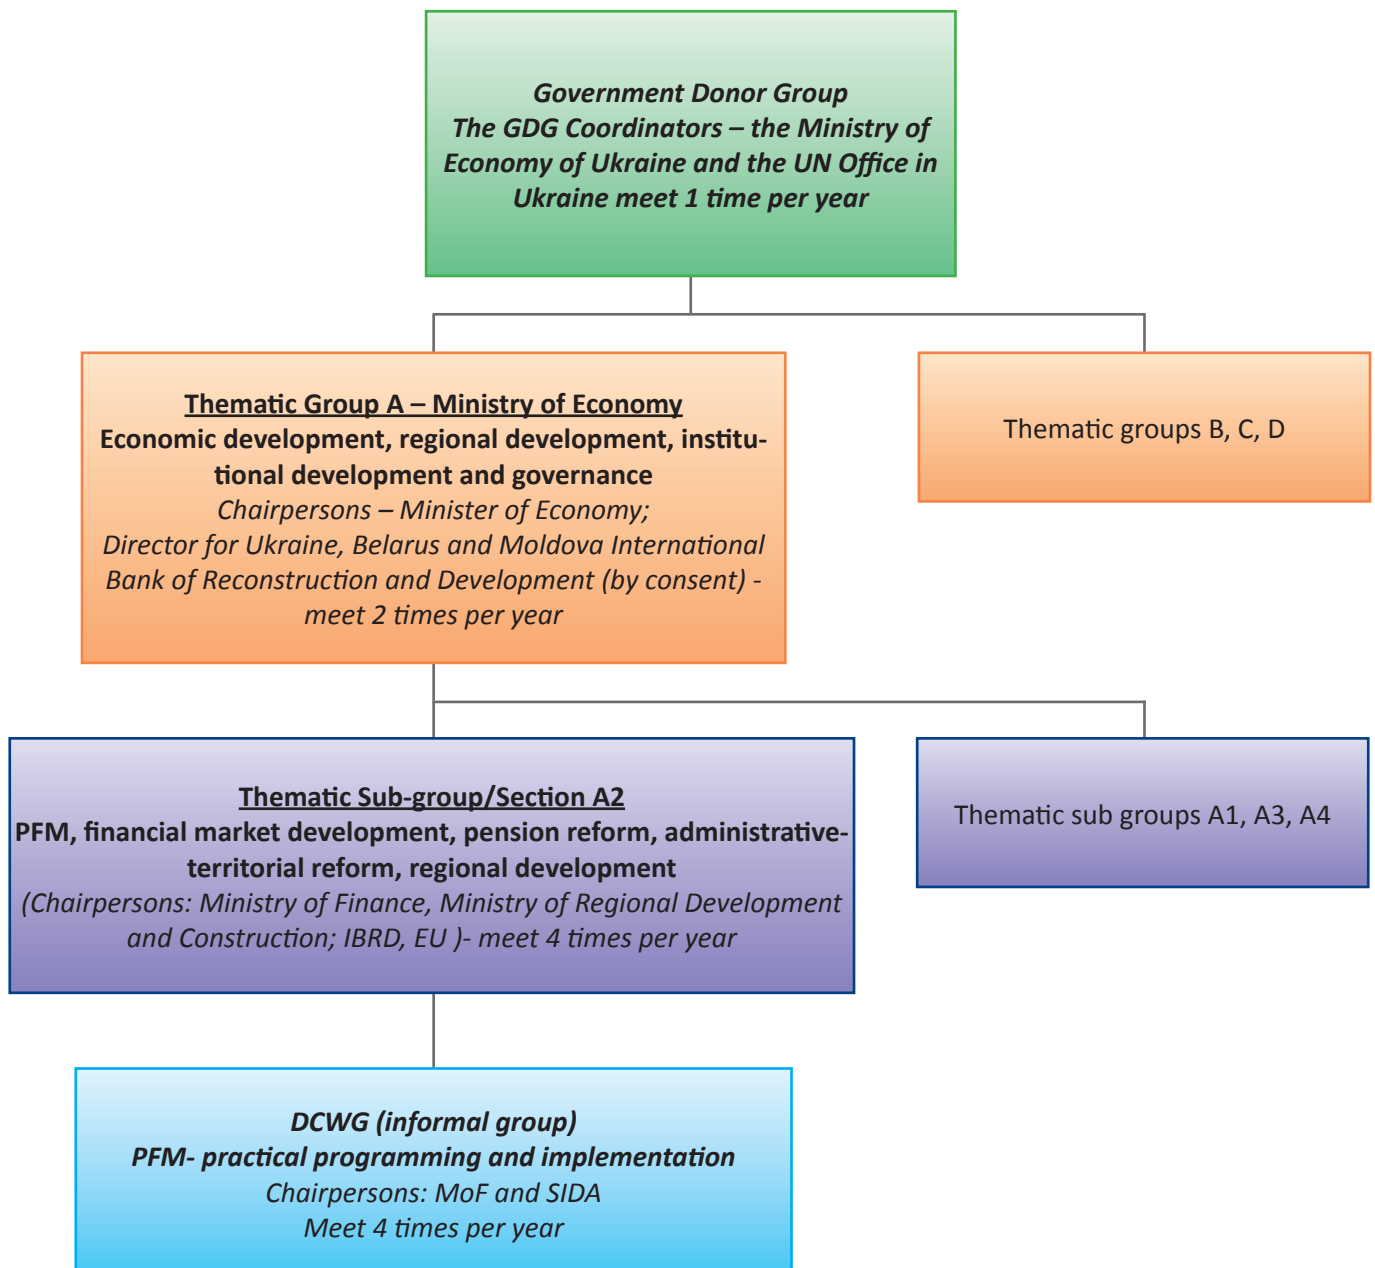 Government Donor Group
The GDG Coordinators – the Ministry of
Economy of Ukraine and the UN Office in
Ukraine meet 1 time per year
Thematic Group A – Ministry of Economy
Economic development, regional development, institu-
tional development and governance
Chairpersons – Minister of Economy;
Director for Ukraine, Belarus and Moldova International
Bank of Reconstruction and Development (by consent) -
meet 2 times per year
Thematic groups B, C, D
Thematic Sub-group/Section A2
PFM, financial market development, pension reform, administrative-
territorial reform, regional development
(Chairpersons: Ministry of Finance, Ministry of Regional Development
and Construction; IBRD, EU )- meet 4 times per year
Thematic sub groups A1, A3, A4
DCWG (informal group)
PFM- practical programming and implementation
Chairpersons: MoF and SIDA
Meet 4 times per year